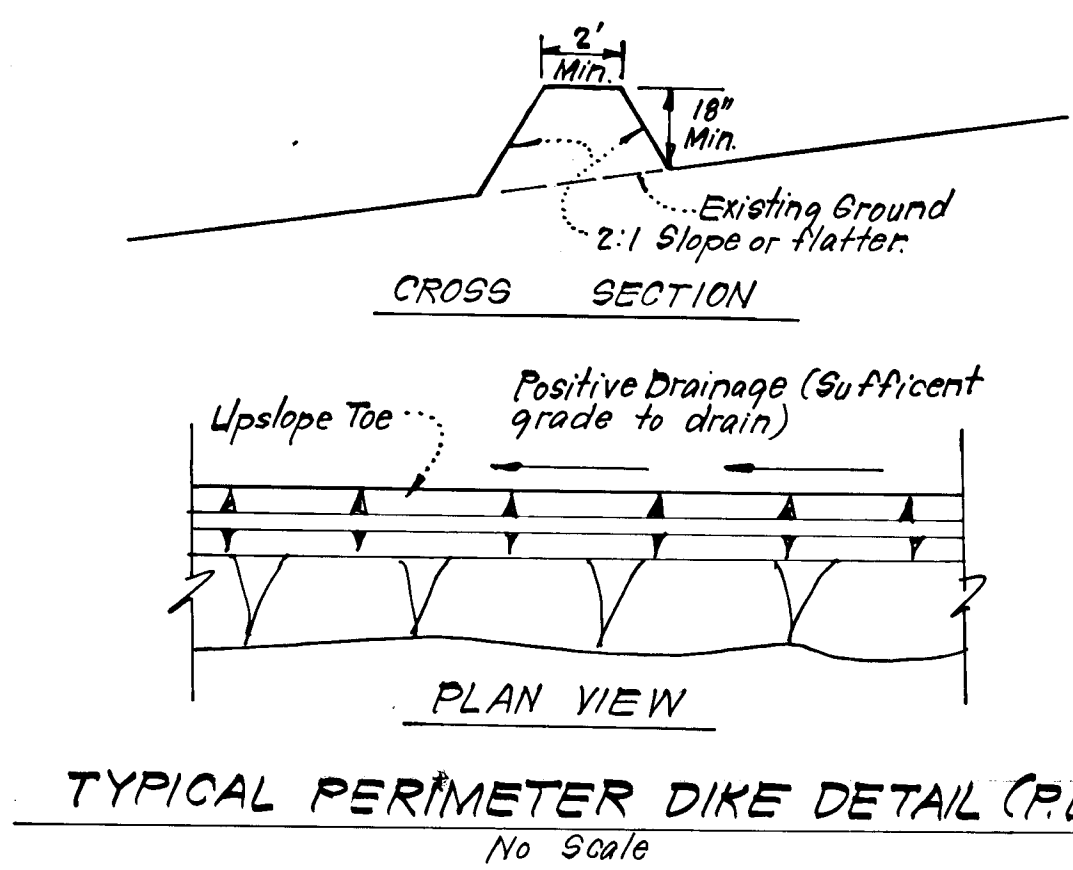 2'
Min.
18"
Min.
Existing Ground
2:1 Slope or flatter.
CROSS SECTION
Positive Drainage (Sufficent
grade to drain)
Upslope Toe
PLAN VIEW
TYPICAL PERIMETER DIKE DETAIL (P.
No Scale